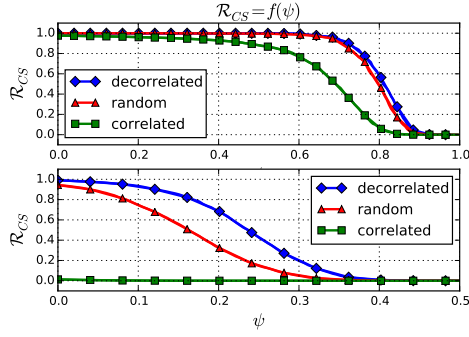 ℛ_CS=f(ψ)
1.0
0.8
0.6
0.4
0.2
0.0
ℛ_CS
decorrelated
random
correlated
0.0 0.2 0.4 0.6 0.8 1.0
1.0
0.8
0.6
0.4
0.2
0.0
ℛ_CS
decorrelated
random
correlated
0.0 0.1 0.2 0.3 0.4 0.5
ψ